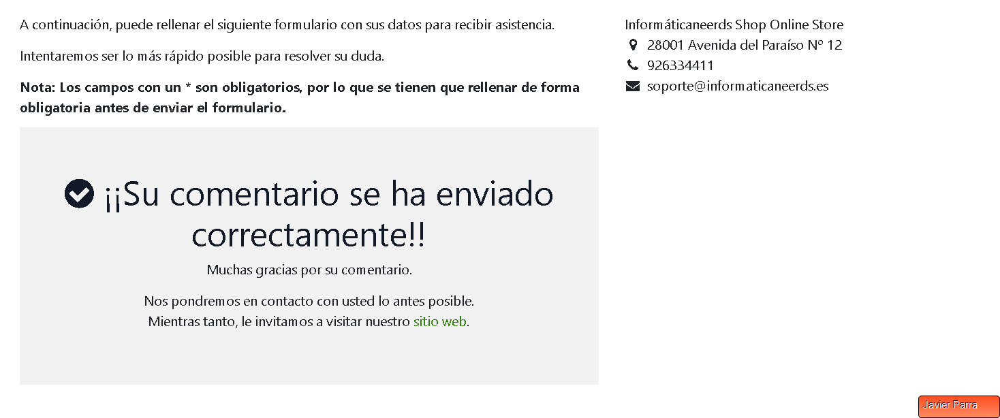 A continuación, puede rellenar el siguiente formulario con sus datos para recibir asistencia.
Intentaremos ser lo más rápido posible para resolver su duda.
Nota: Los campos con un * son obligatorios, por lo que se tienen que rellenar de forma
obligatoria antes de enviar el formulario.
¡¡Su comentario se ha enviado
correctamente!!
Muchas gracias por su comentario.
Nos pondremos en contacto con usted lo antes posible.
Mientras tanto, le invitamos a visitar nuestro sitio web.
Informáticaneerds Shop Online Store
28001 Avenida del Paraíso Nº 12
926334411
soporte@informaticaneerds.es
Javier Parra